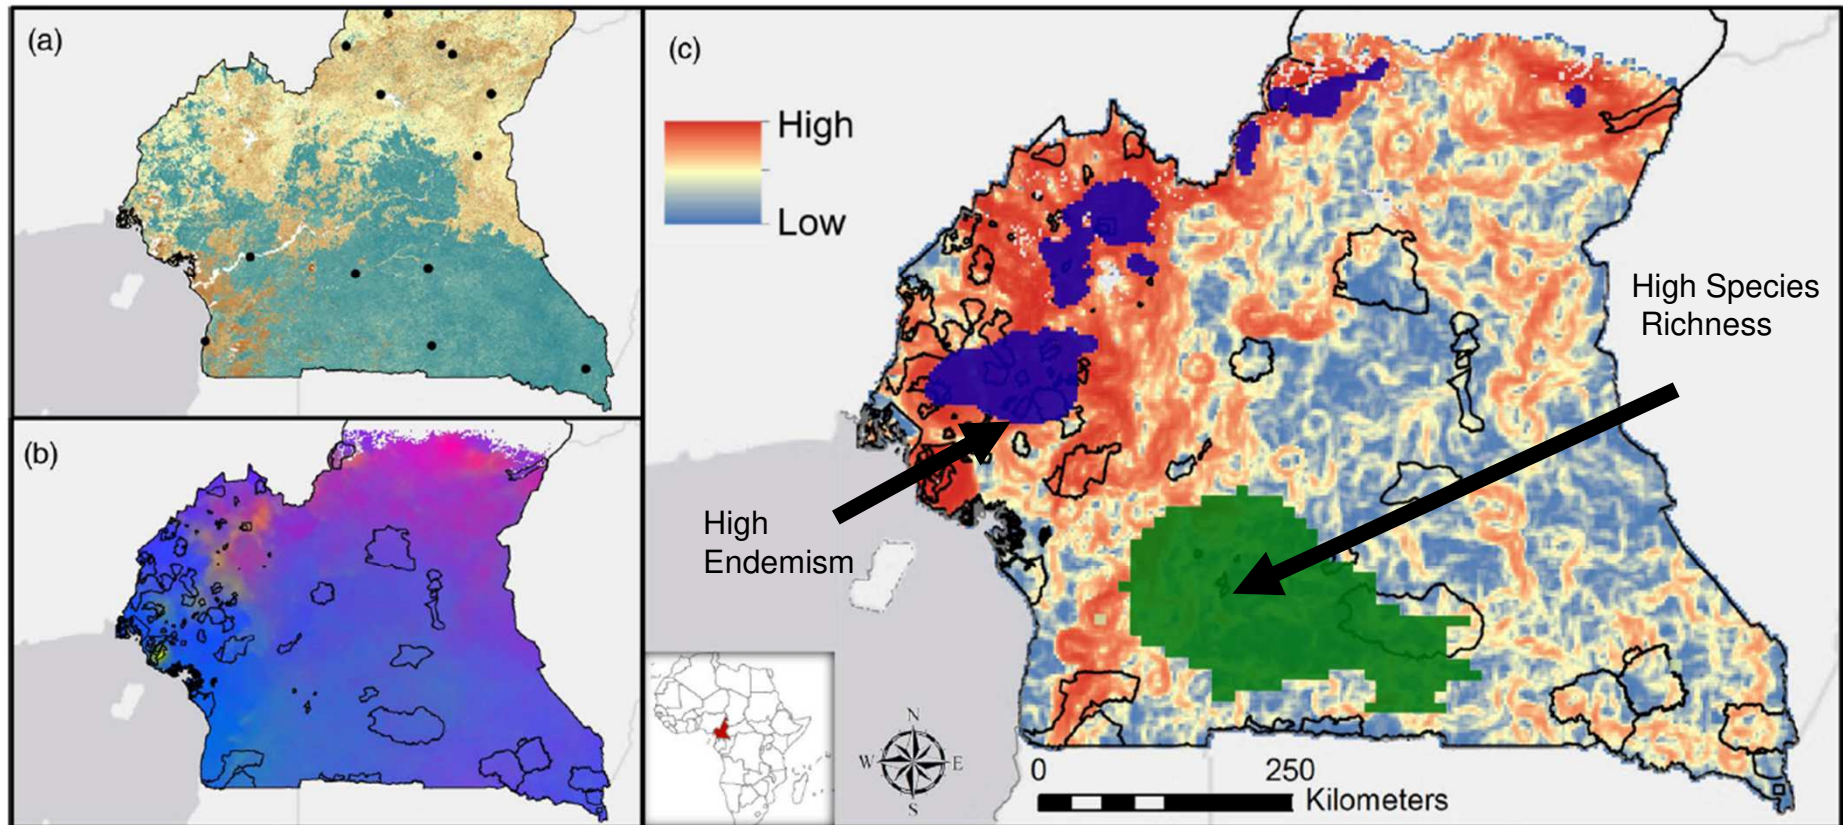 (a)
(b)
(c)
High
Low
High Species
Richness
High
Endemism
N
W
E
S
0
250
Kilometers